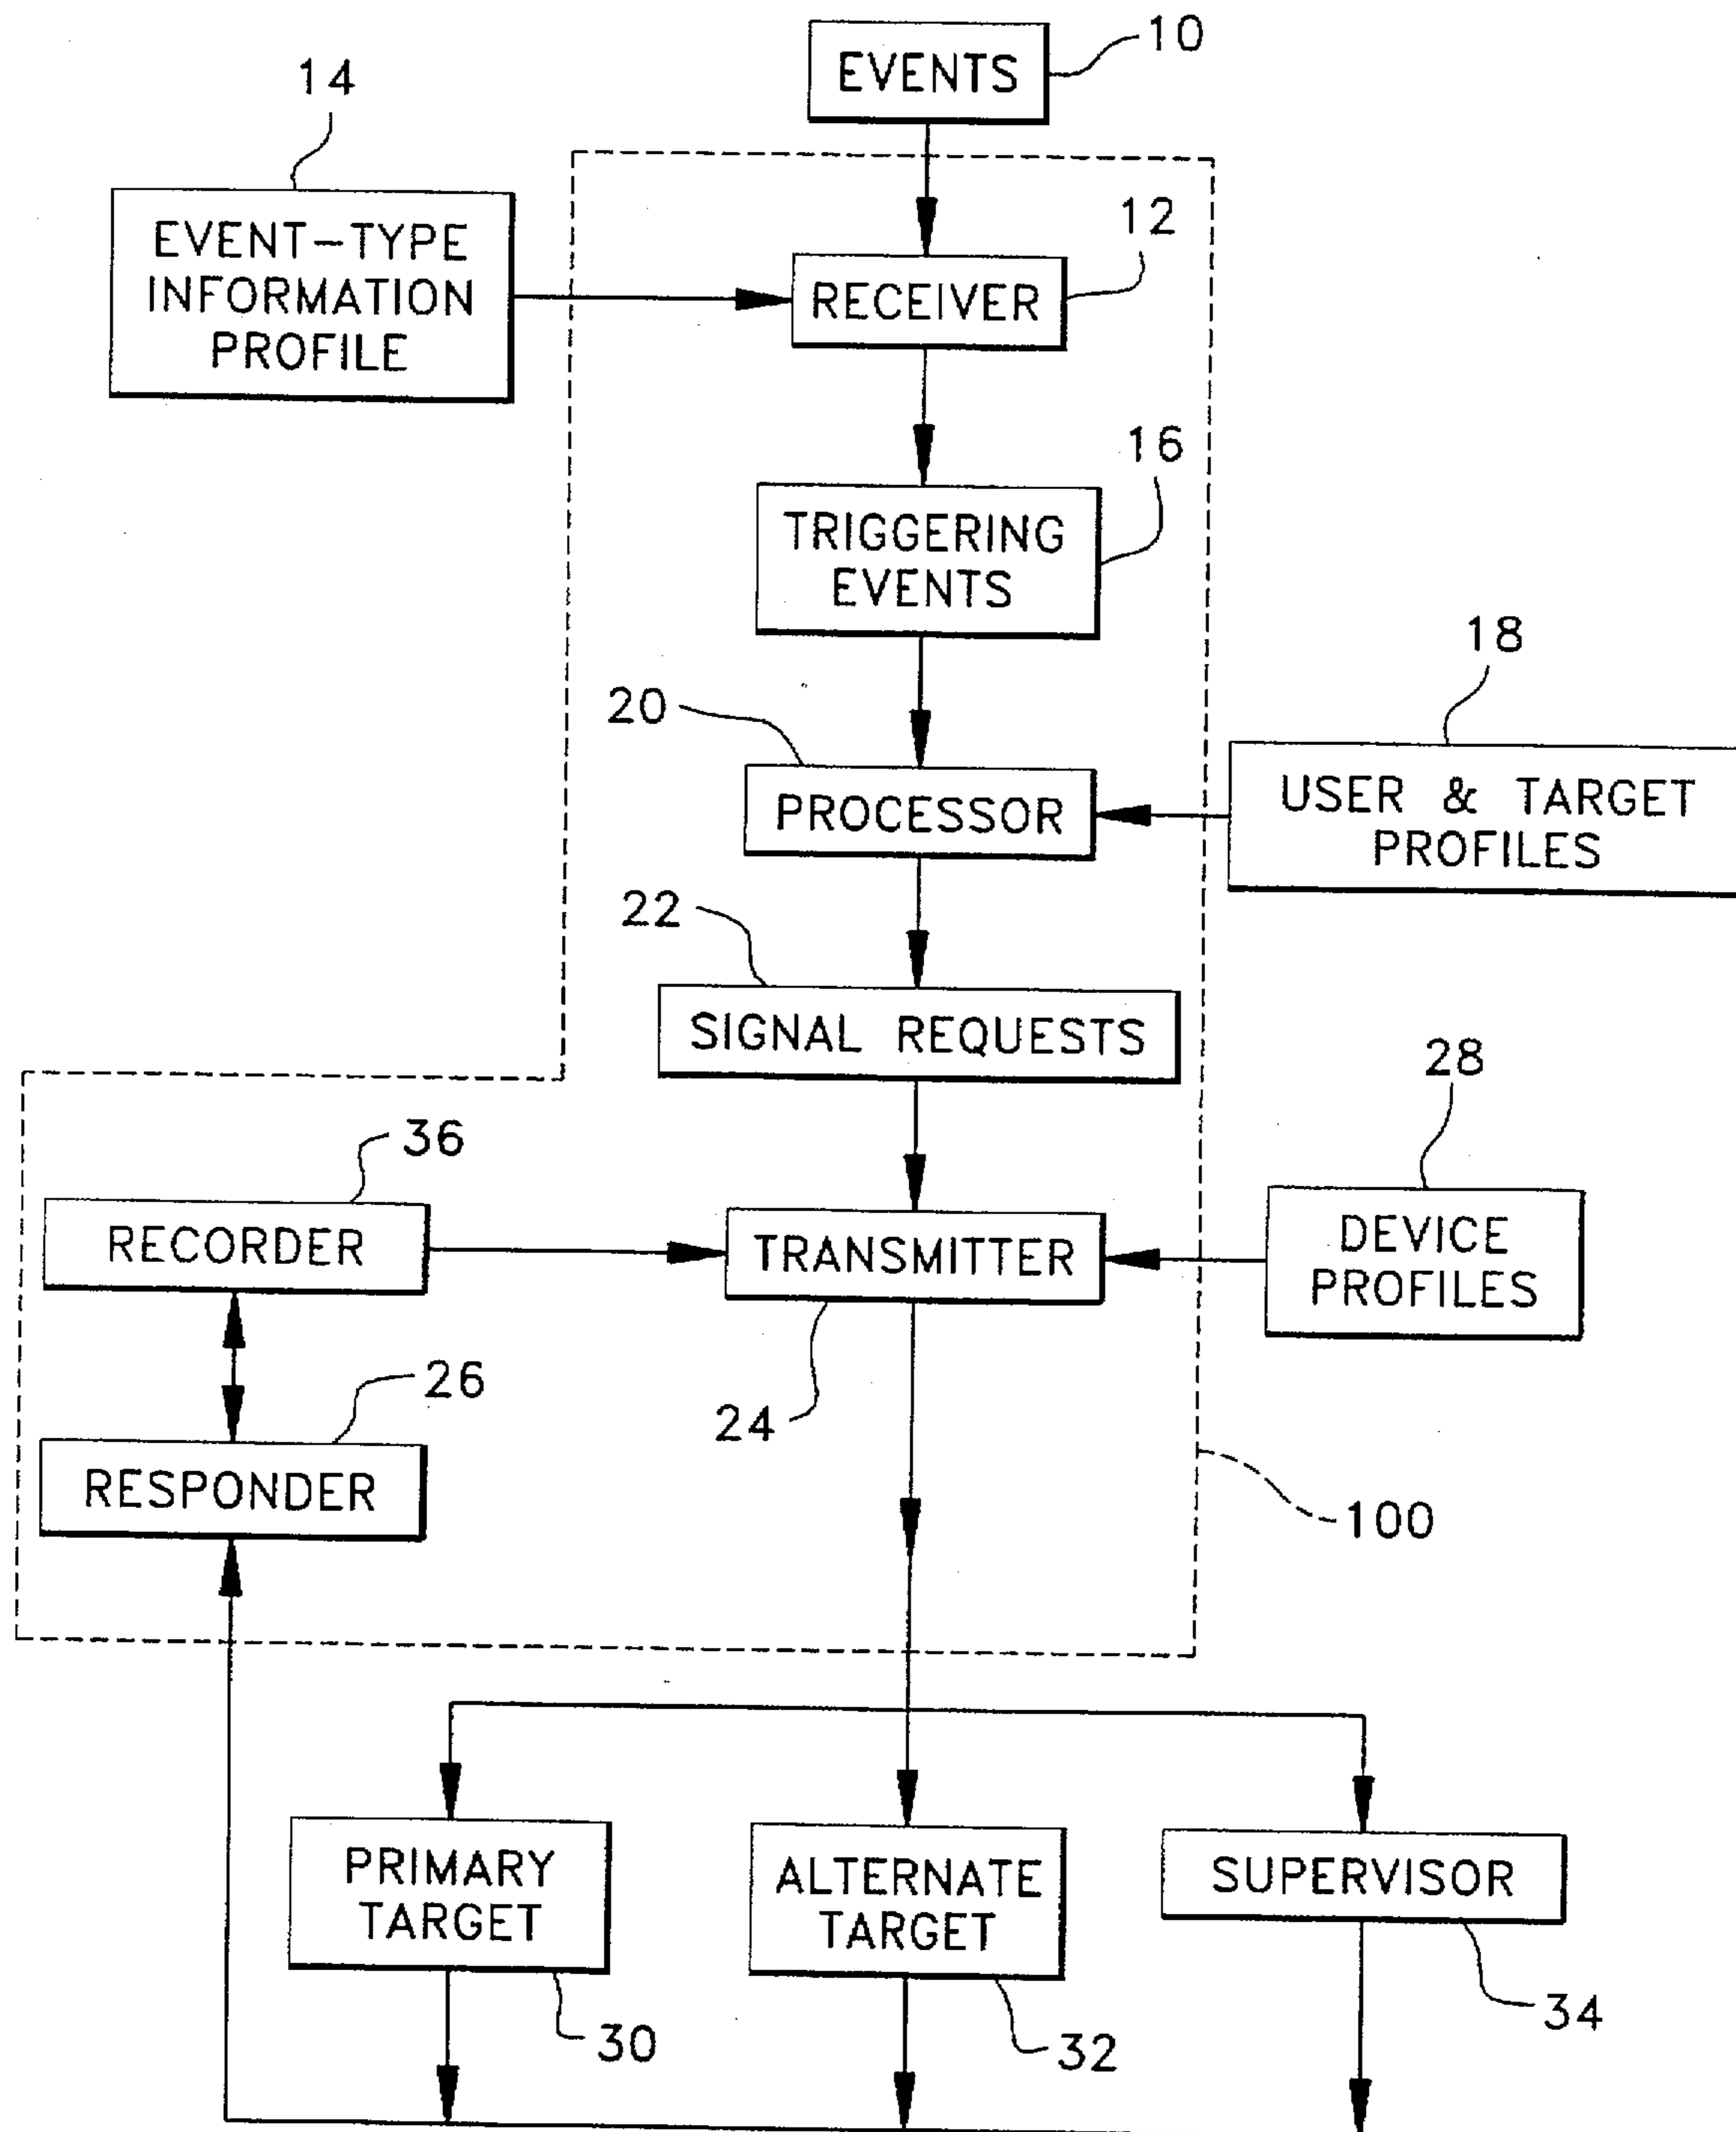 EVENTS
10
14
EVENT-TYPE
INFORMATION
PROFILE
12
RECEIVER
16
TRIGGERING
EVENTS
18
20
PROCESSOR
USER & TARGET
PROFILES
22
SIGNAL REQUESTS
28
36
RECORDER
TRANSMITTER
DEVICE
PROFILES
24
26
RESPONDER
100
PRIMARY
TARGET
ALTERNATE
TARGET
SUPERVISOR
30
32
34